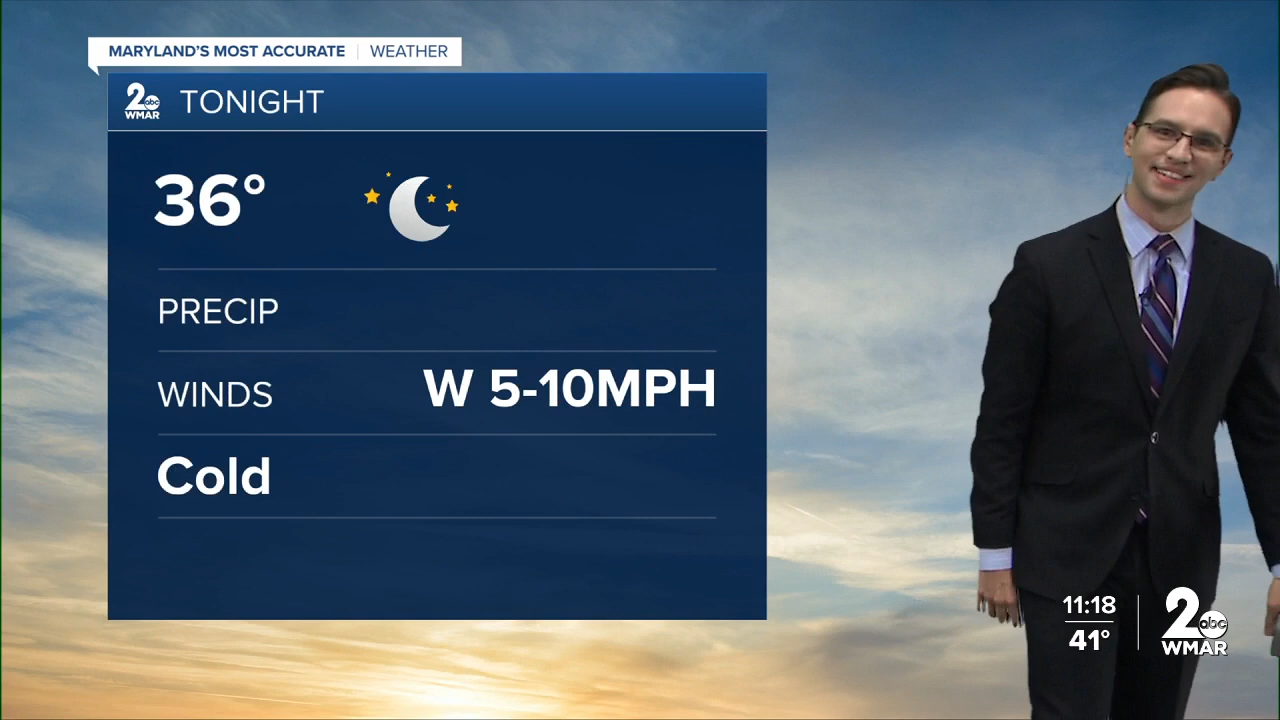 MARYLAND'S MOST ACCURATE | WEATHER
2 abc
WMAR
TONIGHT
36°
PRECIP
WINDS W 5-10MPH
Cold
11:18
41°
2 abc
WMAR